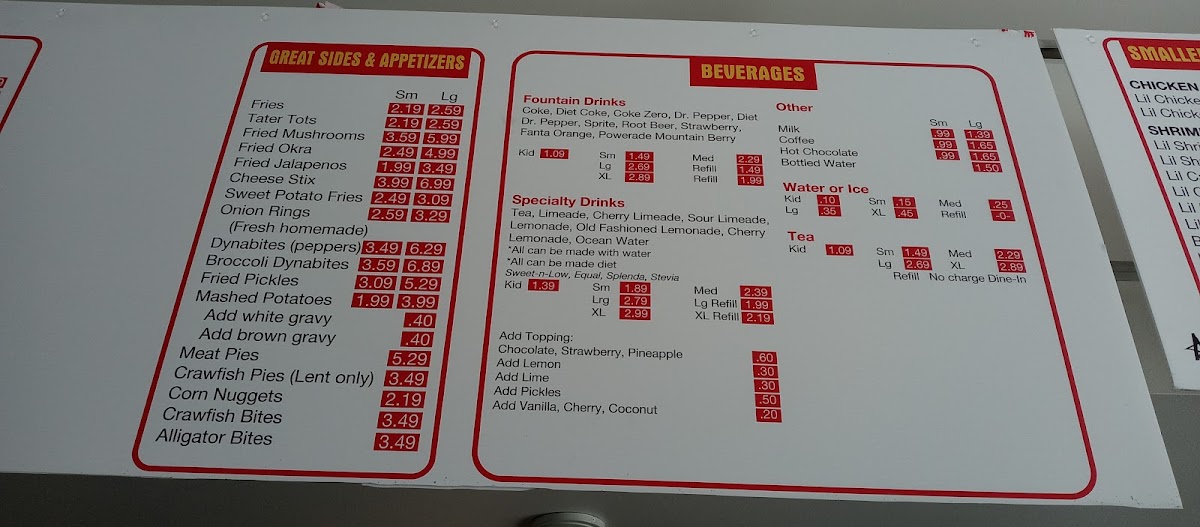 GREAT SIDES & APPETIZERS
Sm Lg
Fries 2.19 2.59
Tater Tots 2.19 2.59
Fried Mushrooms 3.59 5.99
Fried Okra 2.49 4.99
Fried Jalapenos 1.99 3.49
Cheese Stix 3.99 6.99
Sweet Potato Fries 2.49 3.09
Onion Rings 2.59 3.29
(Fresh homemade)
Dynabites (peppers) 3.49 6.29
Broccoli Dynabites 3.59 6.89
Fried Pickles 3.09 5.29
Mashed Potatoes 1.99 3.99
Add white gravy .40
Add brown gravy .40
Meat Pies 5.29
Crawfish Pies (Lent only) 3.49
Corn Nuggets 2.19
Crawfish Bites 3.49
Alligator Bites 3.49
BEVERAGES
Fountain Drinks
Coke, Diet Coke, Coke Zero, Dr. Pepper, Diet
Dr. Pepper, Sprite, Root Beer, Strawberry,
Fanta Orange, Powerade Mountain Berry
Kid 1.09 Sm 1.49 Med 2.29
Lg 2.69 Refill 1.49
XL 2.89 Refill 1.99
Specialty Drinks
Tea, Limeade, Cherry Limeade, Sour Limeade,
Lemonade, Old Fashioned Lemonade, Cherry
Lemonade, Ocean Water
*All can be made with water
*All can be made diet
Sweet-n-Low, Equal, Splenda, Stevia
Kid 1.39 Sm 1.89 Med 2.39
Lrg 2.79 Lg Refill 1.99
XL 2.99 XL Refill 2.19
Add Topping:
Chocolate, Strawberry, Pineapple .60
Add Lemon .30
Add Lime .30
Add Pickles .50
Add Vanilla, Cherry, Coconut .20
Other
Sm Lg
Milk .99 1.39
Coffee .99 1.65
Hot Chocolate .99 1.65
Bottled Water 1.50
Water or Ice
Kid .10 Sm .15 Med .25
Lg .35 XL .45 Refill -0-
Tea
Kid 1.09 Sm 1.49 Med 2.29
Lg 2.69 XL 2.89
Refill No charge Dine-In
SMALLE
CHICKEN
Lil Chick
Lil Chick
SHRIM
Lil Shri
Lil Sh
Lil C
Lil
Lil
Li